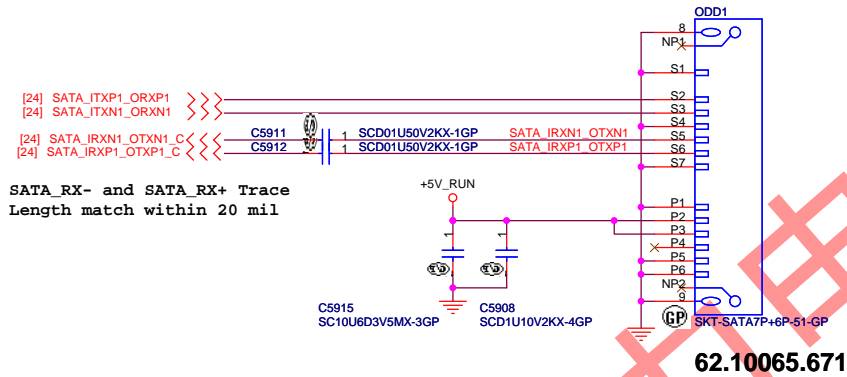 ODD1
8
NP1
S1
[24] SATA_ITXP1_ORXP1
S2
[24] SATA_ITXN1_ORXN1
S3
S4
[24] SATA_IRXN1_OTXN1_C
C5911
1
SCD01U50V2KX-1GP
SATA_IRXN1_OTXN1
S5
[24] SATA_IRXP1_OTXP1_C
C5912
1
SCD01U50V2KX-1GP
SATA_IRXP1_OTXP1
S6
S7
SATA_RX- and SATA_RX+ Trace
Length match within 20 mil
+5V_RUN
P1
P2
P3
1
1
P4
P5
P6
NP2
9
C5915
SC10U6D3V5MX-3GP
C5908
SCD1U10V2KX-4GP
GP
SKT-SATA7P+6P-51-GP
62.10065.671